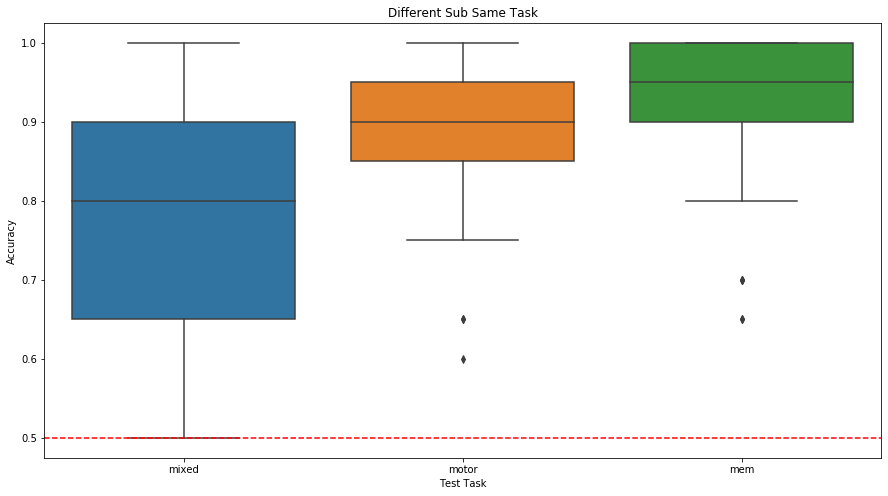 Different Sub Same Task
Accuracy
1.0
0.9
0.8
0.7
0.6
0.5
mixed
motor
mem
Test Task